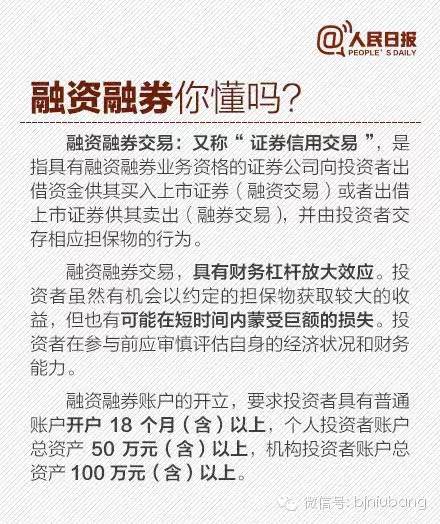 @人民日报
PEOPLE'S DAILY
融资融券你懂吗?
融资融券交易：又称“证券信用交易”，是
指具有融资融券业务资格的证券公司向投资者出
借资金供其买入上市证券（融资交易）或者出借
上市证券供其卖出（融券交易），并由投资者交
存相应担保物的行为。
融资融券交易，具有财务杠杆放大效应。投
资者虽然有机会以约定的担保物获取较大的收
益，但也有可能在短时间内蒙受巨额的损失。投
资者在参与前应审慎评估自身的经济状况和财务
能力。
融资融券账户的开立，要求投资者具有普通
账户开户 18 个月（含）以上，个人投资者账户
总资产 50 万元（含）以上，机构投资者账户总
资产 100 万元（含）以上。
微信号: bjniubang